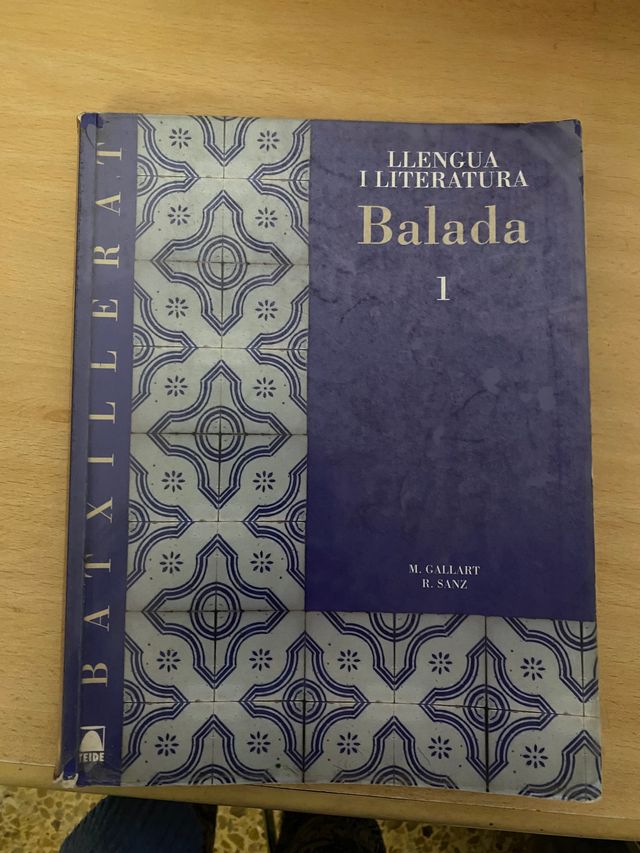 LLENGUA
I LITERATURA
Balada
1
M. GALLART
R. SANZ
BATXILLERAT
TEIDE